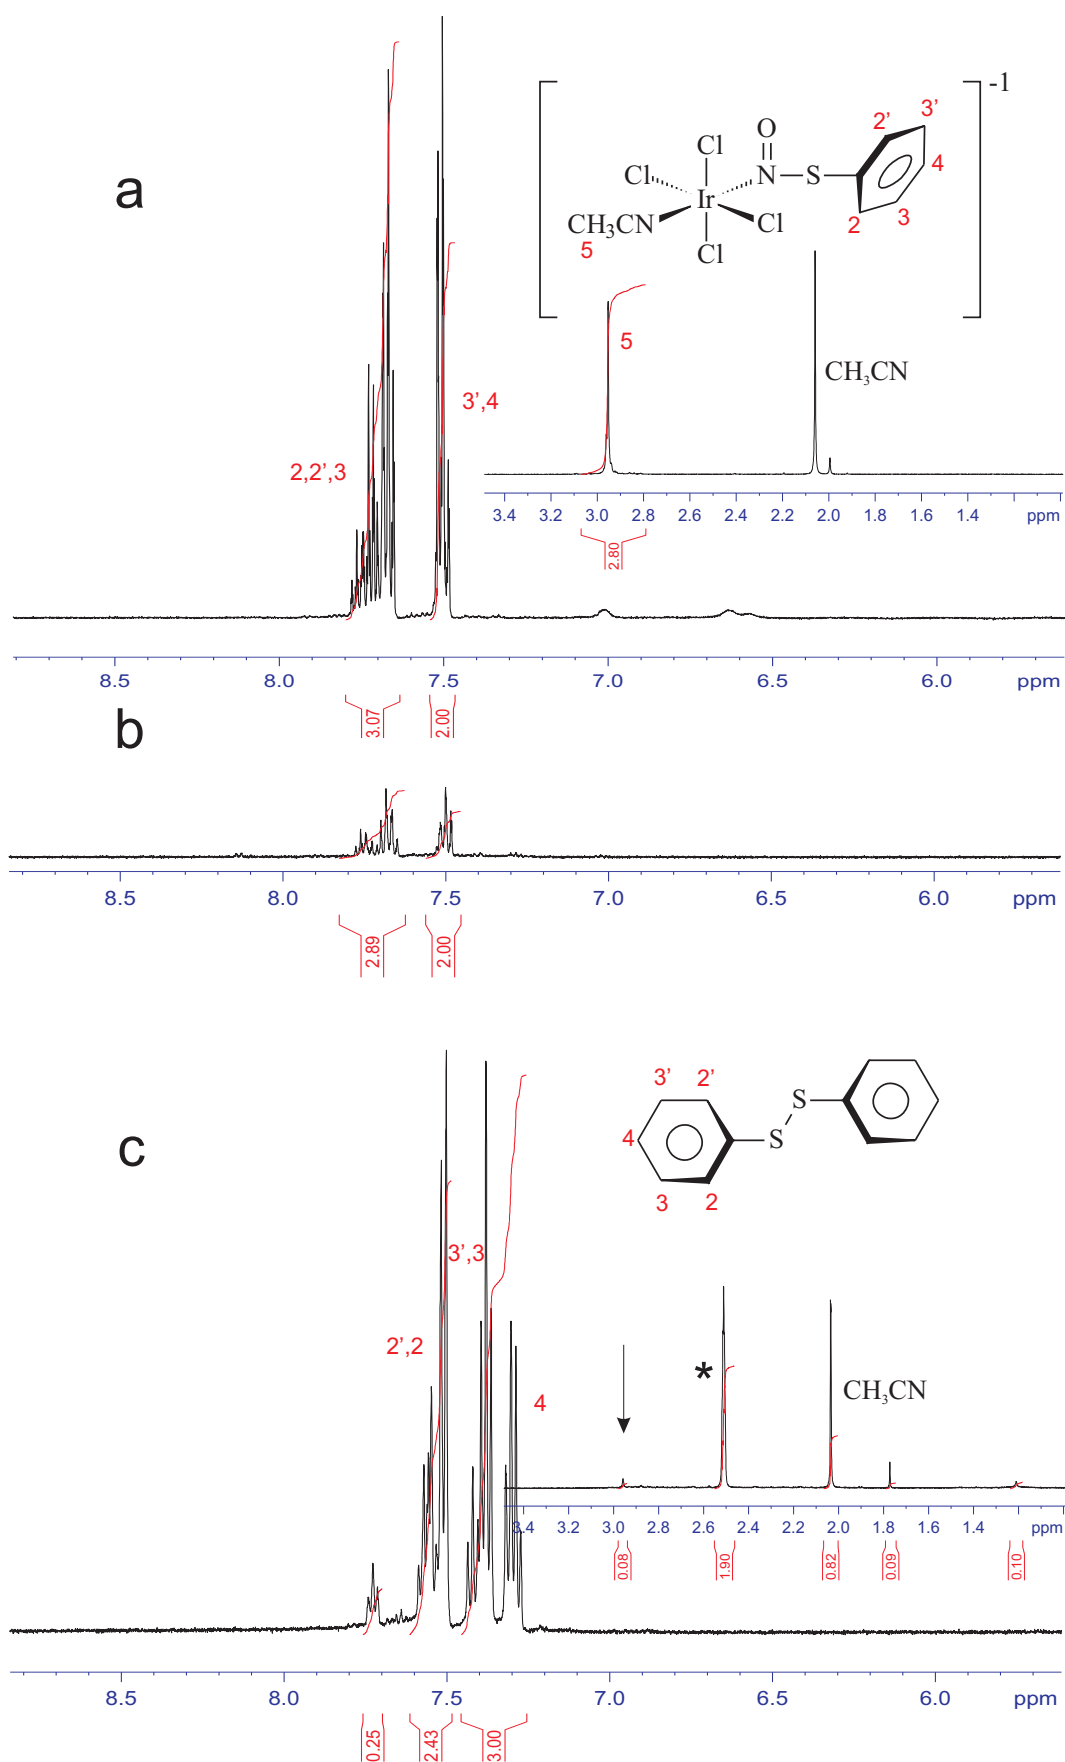 a
-1
O
N
S
Cl
Cl
Ir
Cl
Cl
CH₃CN
5
2'
3'
4
3
2
2,2',3
3',4
5
CH₃CN
3.4 3.2 3.0 2.8 2.6 2.4 2.2 2.0 1.8 1.6 1.4 ppm
2.80
8.5 8.0 7.5 7.0 6.5 6.0 ppm
3.07 2.00
b
8.5 8.0 7.5 7.0 6.5 6.0 ppm
2.89 2.00
c
3' 2'
4
3 2
S
S
2',2
3',3
4
*
CH₃CN
3.4 3.2 3.0 2.8 2.6 2.4 2.2 2.0 1.8 1.6 1.4 ppm
0.08 1.90 0.82 0.09 0.10
8.5 8.0 7.5 7.0 6.5 6.0 ppm
0.25 2.43 3.00